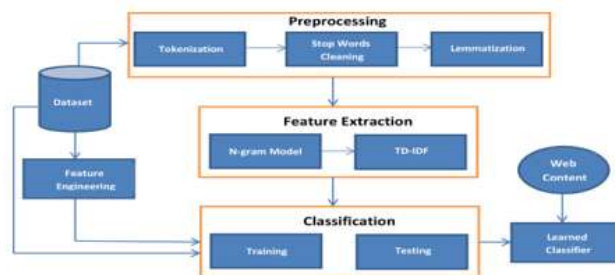 Preprocessing
Tokenization
Stop Words
Cleaning
Lemmatization
Dataset
Feature Extraction
N-gram Model
TD-IDF
Feature
Engineering
Web
Content
Classification
Training
Testing
Learned
Classifier